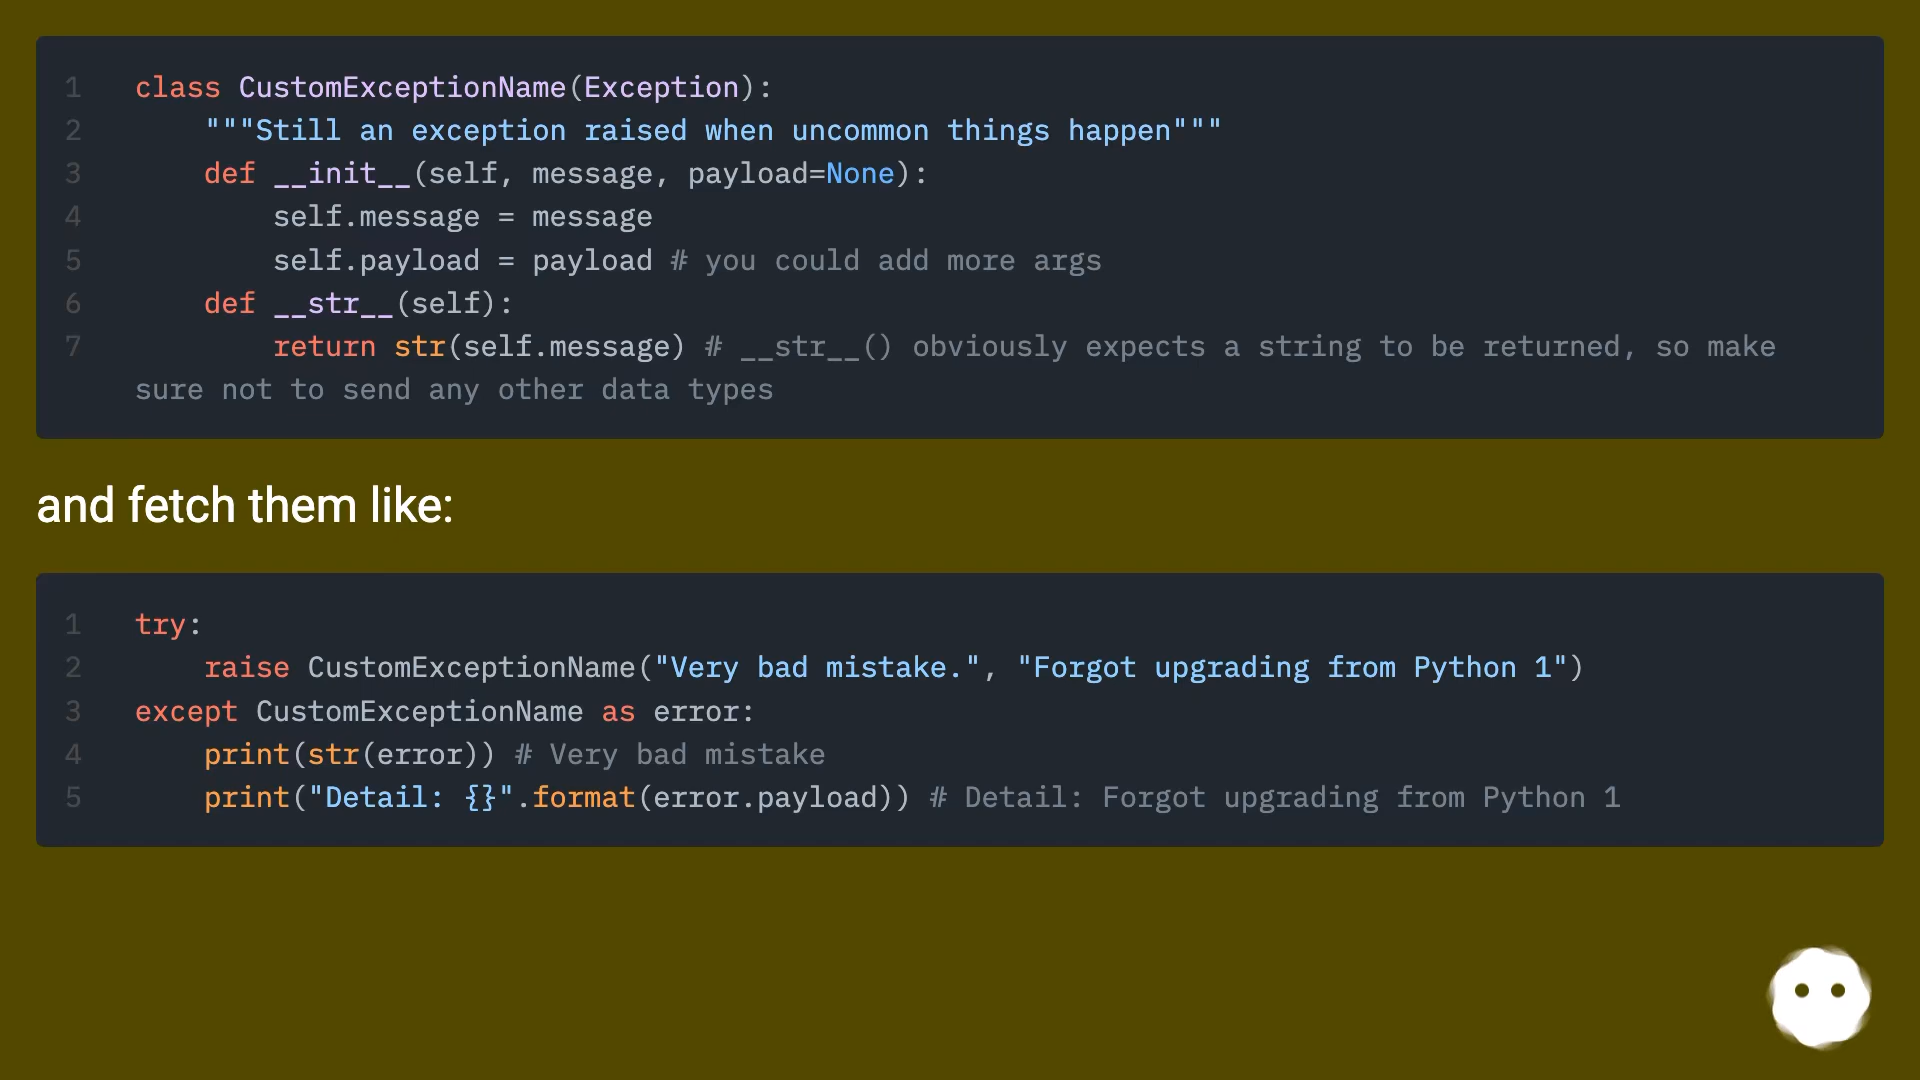 1 class CustomExceptionName(Exception):
2     """Still an exception raised when uncommon things happen"""
3     def __init__(self, message, payload=None):
4         self.message = message
5         self.payload = payload # you could add more args
6     def __str__(self):
7         return str(self.message) # __str__() obviously expects a string to be returned, so make
sure not to send any other data types
and fetch them like:
1 try:
2     raise CustomExceptionName("Very bad mistake.", "Forgot upgrading from Python 1")
3 except CustomExceptionName as error:
4     print(str(error)) # Very bad mistake
5     print("Detail: {}".format(error.payload)) # Detail: Forgot upgrading from Python 1